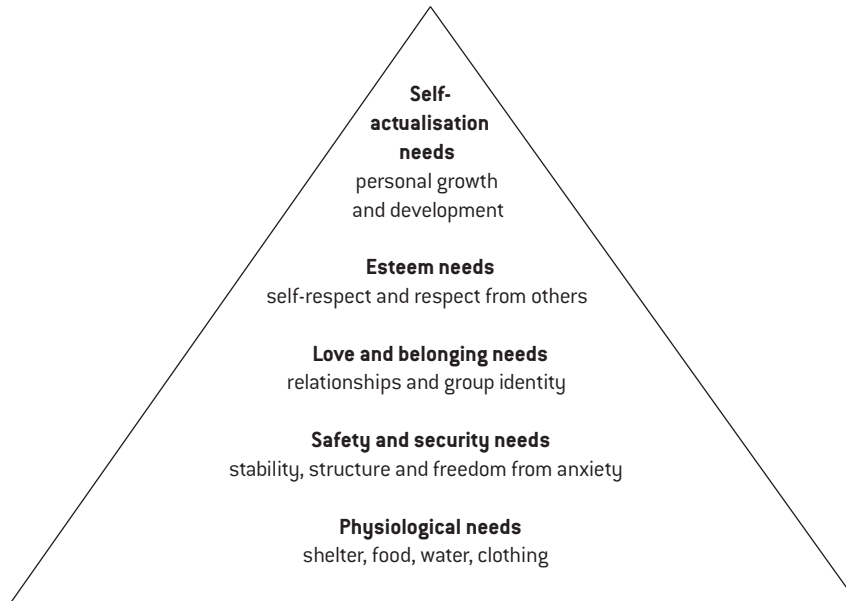 Self-
actualisation
needs
personal growth
and development
Esteem needs
self-respect and respect from others
Love and belonging needs
relationships and group identity
Safety and security needs
stability, structure and freedom from anxiety
Physiological needs
shelter, food, water, clothing